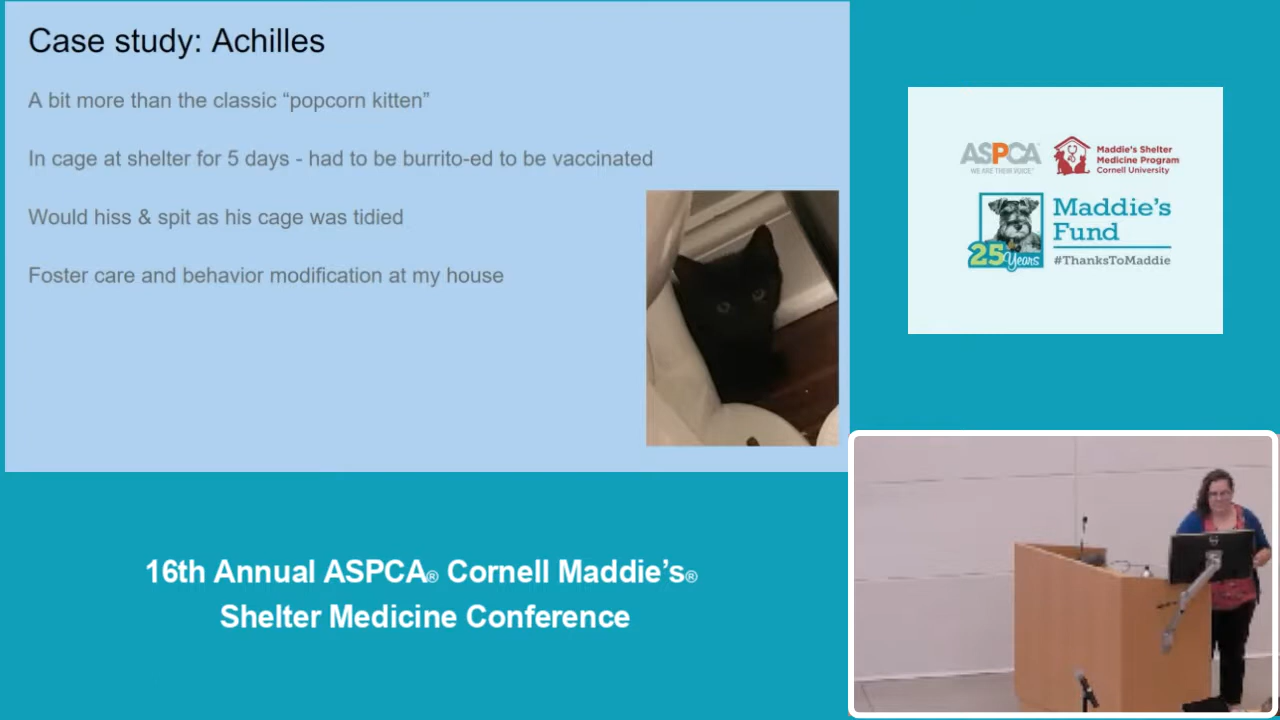 Case study: Achilles
A bit more than the classic “popcorn kitten”
In cage at shelter for 5 days - had to be burrito-ed to be vaccinated
Would hiss & spit as his cage was tidied
Foster care and behavior modification at my house
ASPCA
WE ARE THEIR VOICE®
Maddie's Shelter
Medicine Program
Cornell University
Maddie's
Fund
25 Years
#ThanksToMaddie
16th Annual ASPCA® Cornell Maddie’s®
Shelter Medicine Conference